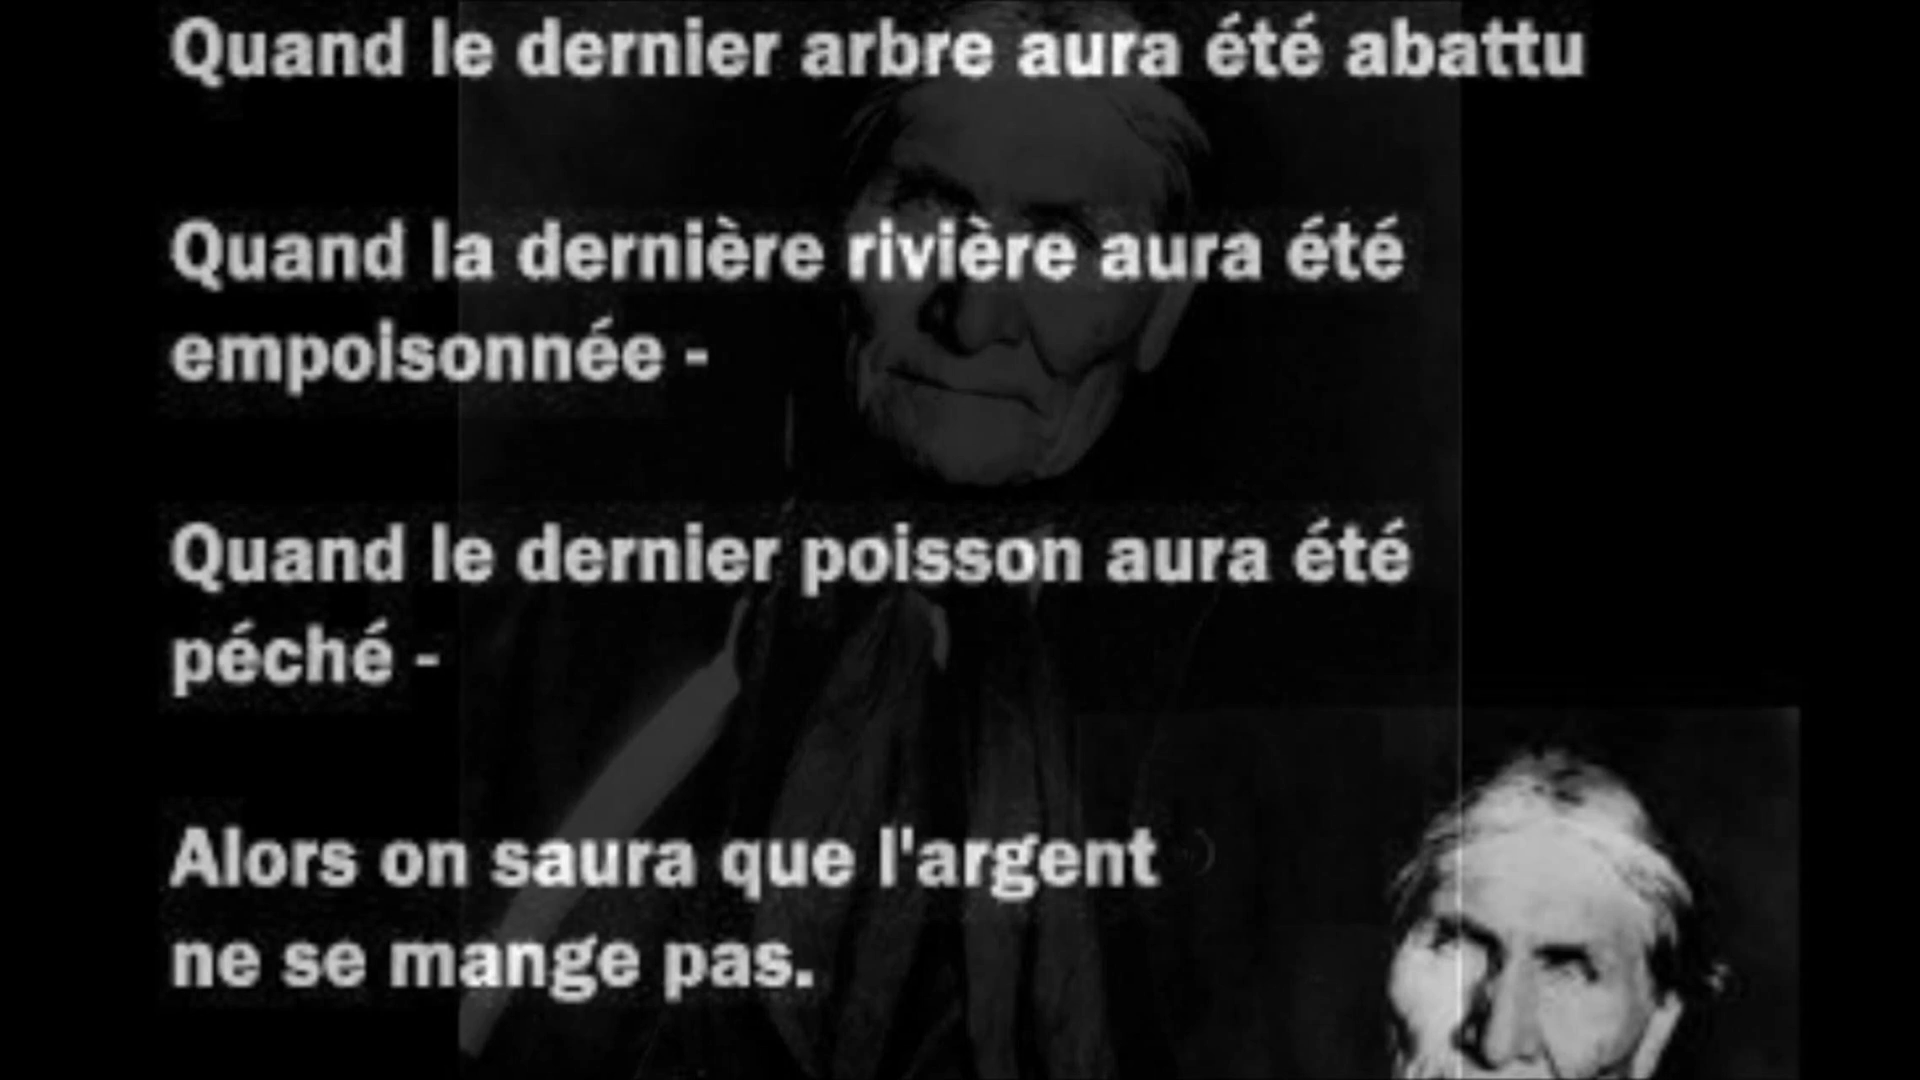 Quand le dernier arbre aura été abattu
Quand la dernière rivière aura été
empoisonnée -
Quand le dernier poisson aura été
péché -
Alors on saura que l'argent
ne se mange pas.